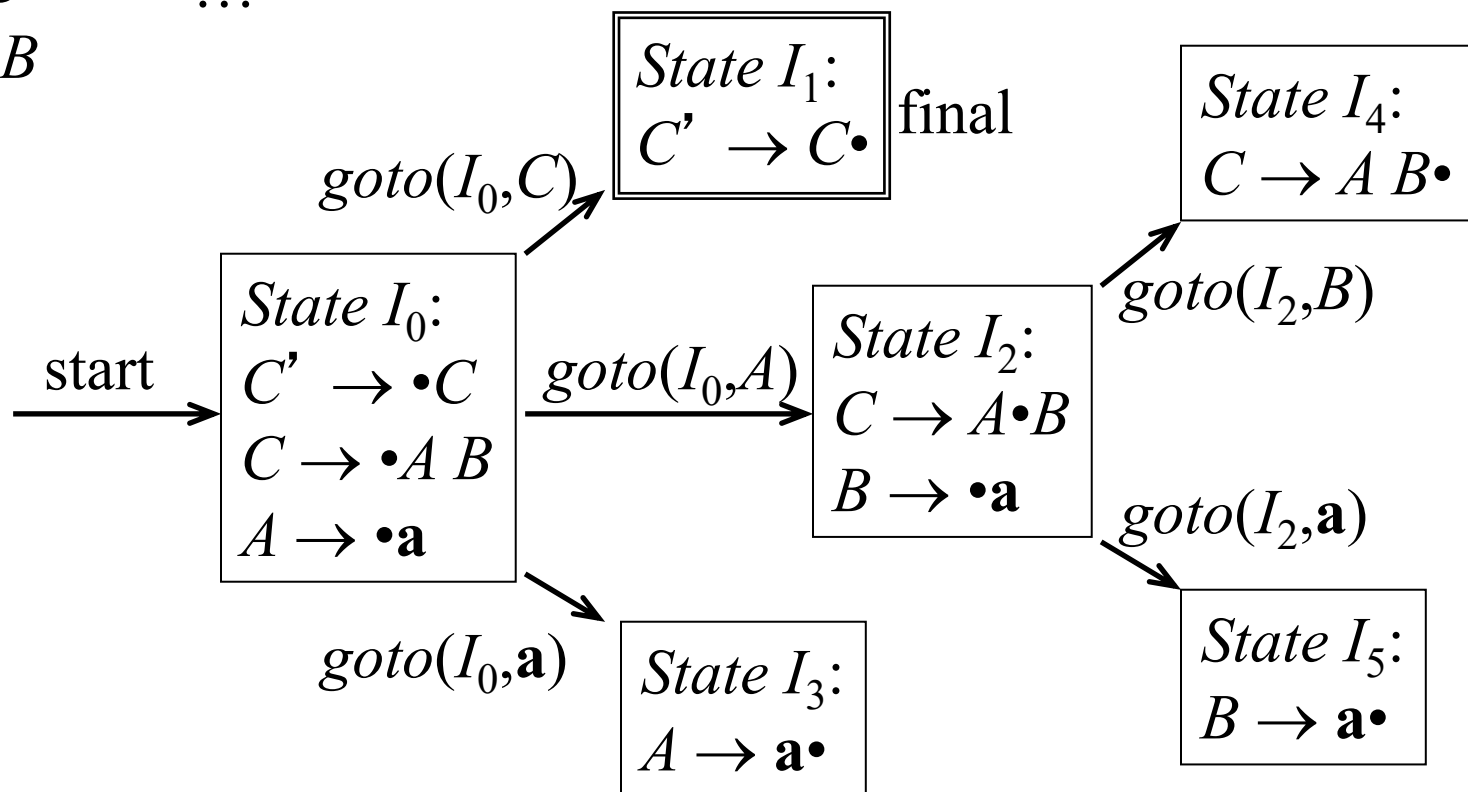 …
B
State I₁:
C’ → C•
final
State I₄:
C → A B•
goto(I₀,C)
goto(I₂,B)
State I₀:
C’ → •C
C → •A B
A → •a
start
goto(I₀,A)
State I₂:
C → A•B
B → •a
goto(I₂,a)
goto(I₀,a)
State I₃:
A → a•
State I₅:
B → a•